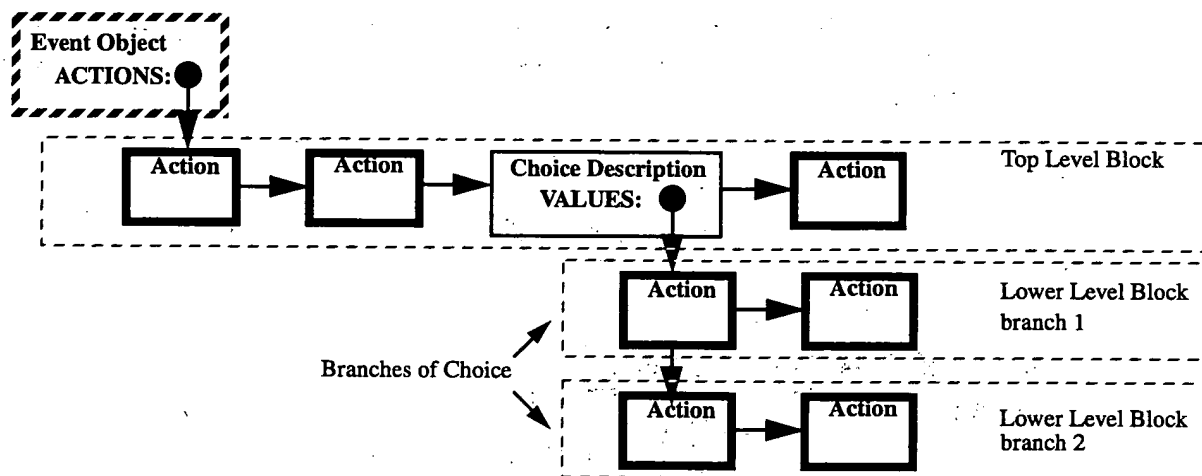 Event Object
ACTIONS:
Action
Action
Choice Description
VALUES:
Action
Top Level Block
Action
Action
Lower Level Block
branch 1
Branches of Choice
Action
Action
Lower Level Block
branch 2